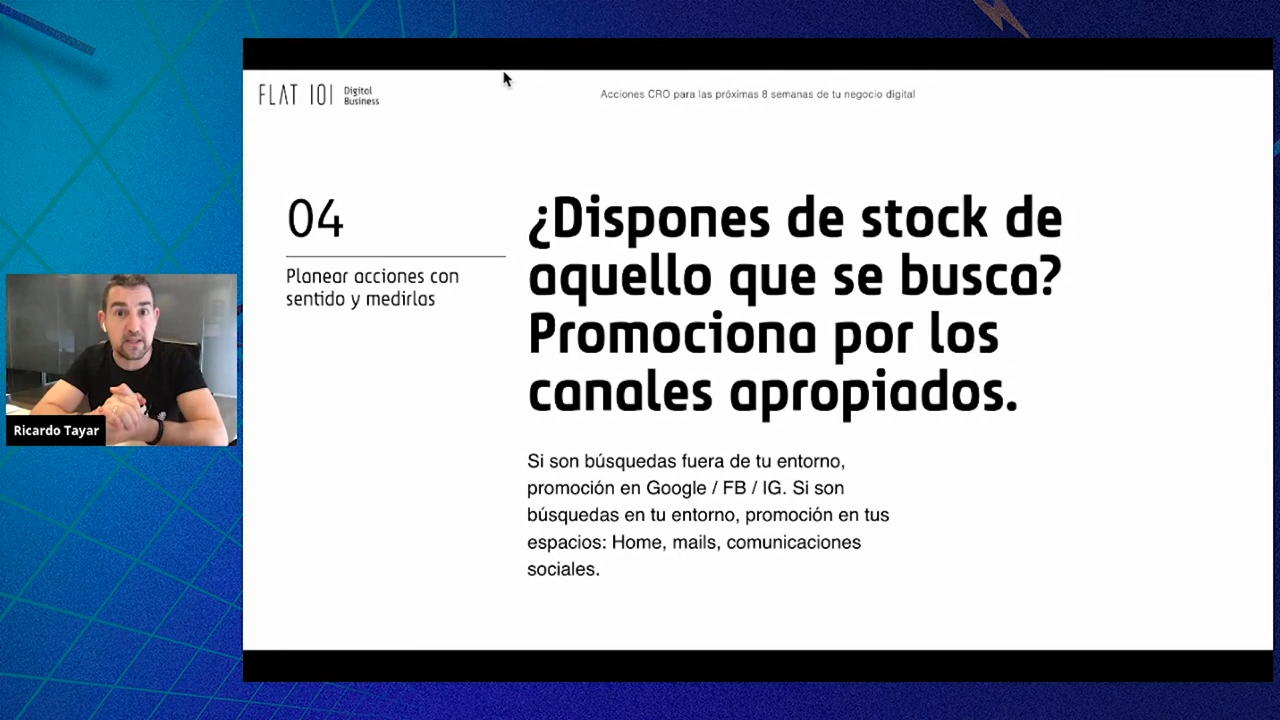 FLAT 101 Digital
Business
Acciones CRO para las próximas 8 semanas de tu negocio digital
04
Planear acciones con
sentido y medirlas
¿Dispones de stock de
aquello que se busca?
Promociona por los
canales apropiados.
Si son búsquedas fuera de tu entorno,
promoción en Google / FB / IG. Si son
búsquedas en tu entorno, promoción en tus
espacios: Home, mails, comunicaciones
sociales.
Ricardo Tayar